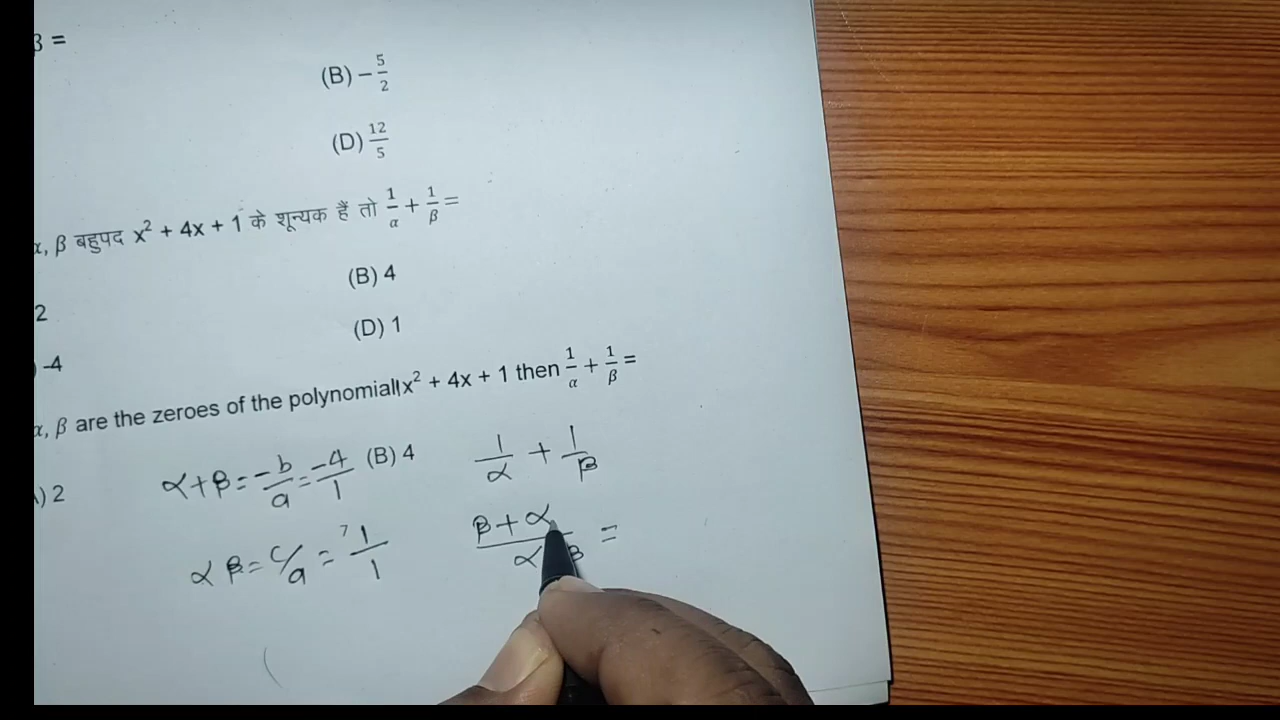 β =
(B) − 5/2
(D) 12/5
α, β बहुपद x² + 4x + 1 के शून्यक हैं तो 1/α + 1/β =
(B) 4
2
(D) 1
) -4
α, β are the zeroes of the polynomial x² + 4x + 1 then 1/α + 1/β =
) 2
(B) 4
α + β = -b/a = -4/1
αβ = c/a = 1/1
1/α + 1/β
β + α / αβ =